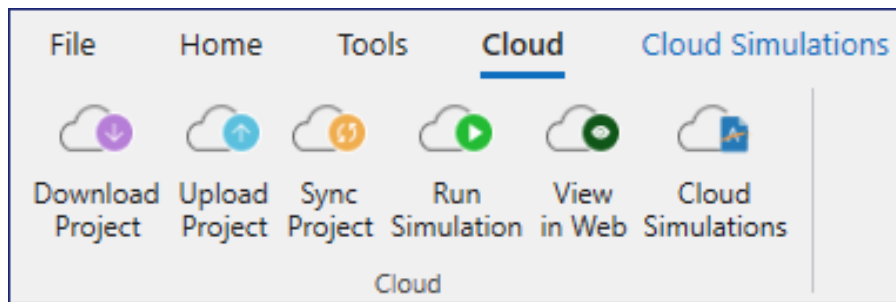 File Home Tools Cloud Cloud Simulations
Download Upload Sync Run View Cloud
Project Project Project Simulation in Web Simulations
Cloud